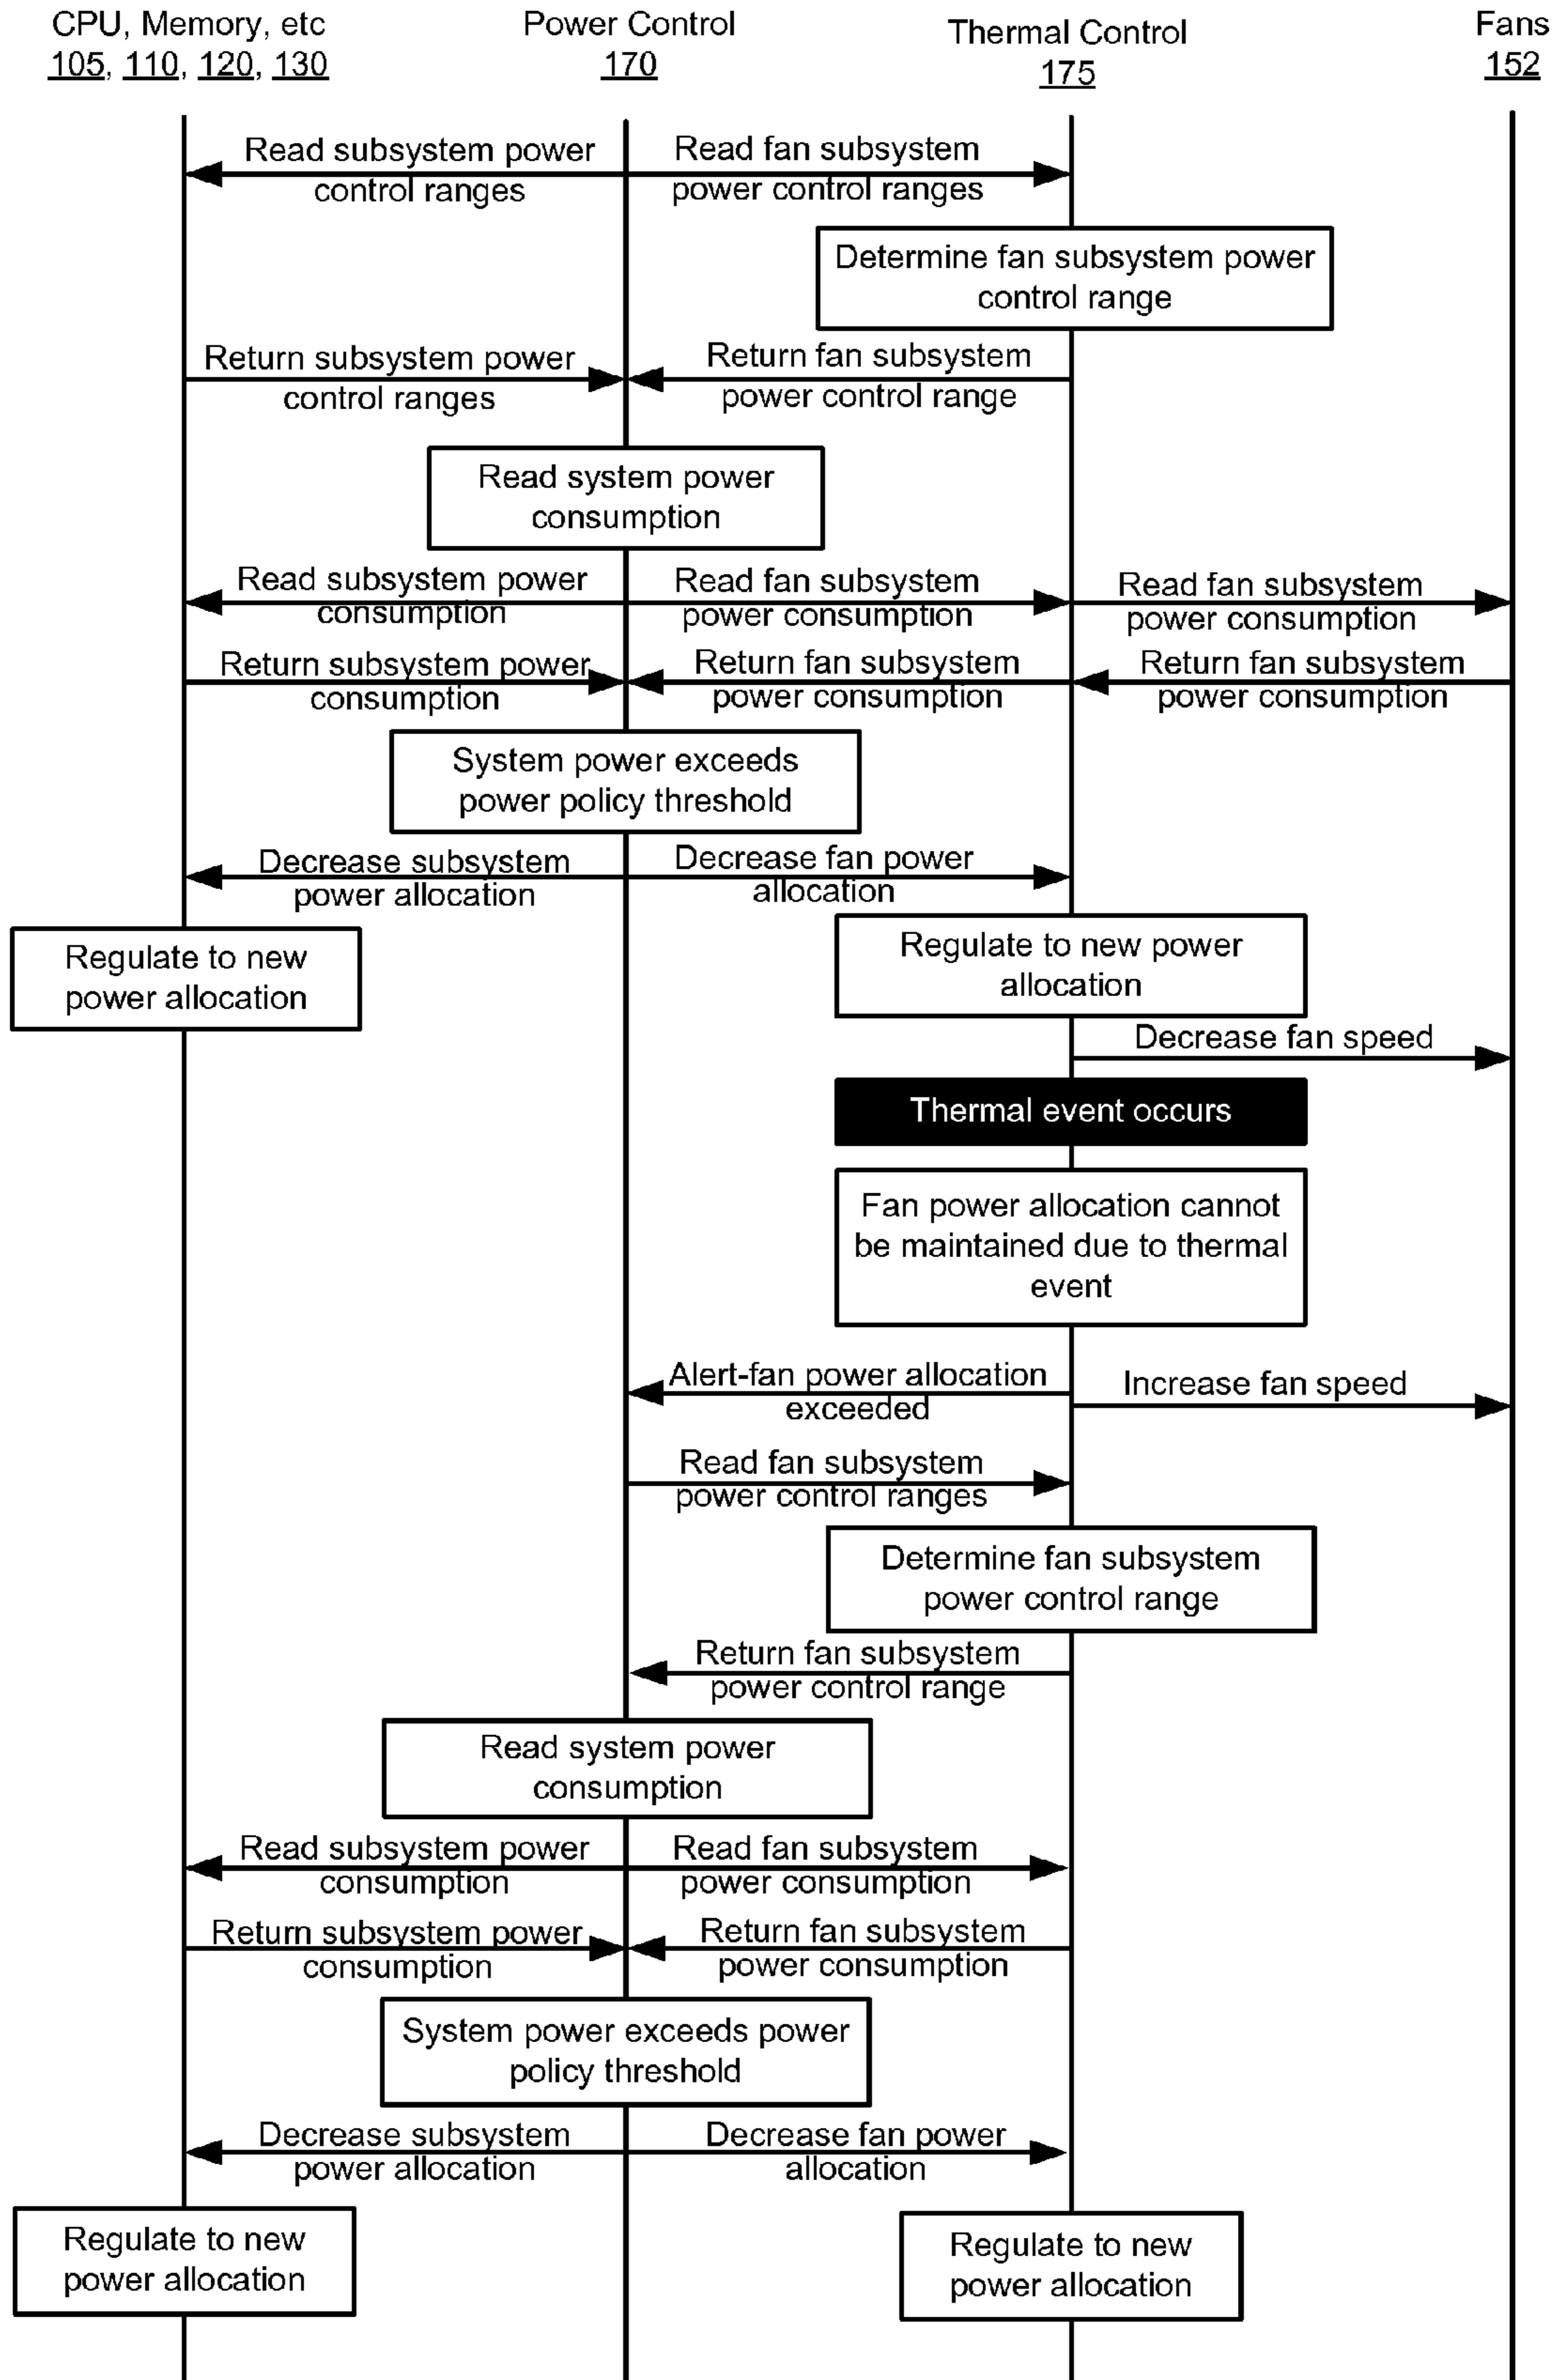 CPU, Memory, etc
105, 110, 120, 130
Power Control
170
Thermal Control
175
Fans
152
Read subsystem power
control ranges
Read fan subsystem
power control ranges
Determine fan subsystem power
control range
Return subsystem power
control ranges
Return fan subsystem
power control range
Read system power
consumption
Read subsystem power
consumption
Read fan subsystem
power consumption
Read fan subsystem
power consumption
Return subsystem power
consumption
Return fan subsystem
power consumption
Return fan subsystem
power consumption
System power exceeds
power policy threshold
Decrease subsystem
power allocation
Decrease fan power
allocation
Regulate to new
power allocation
Regulate to new power
allocation
Decrease fan speed
Thermal event occurs
Fan power allocation cannot
be maintained due to thermal
event
Alert-fan power allocation
exceeded
Increase fan speed
Read fan subsystem
power control ranges
Determine fan subsystem
power control range
Return fan subsystem
power control range
Read system power
consumption
Read subsystem power
consumption
Read fan subsystem
power consumption
Return subsystem power
consumption
Return fan subsystem
power consumption
System power exceeds power
policy threshold
Decrease subsystem
power allocation
Decrease fan power
allocation
Regulate to new
power allocation
Regulate to new
power allocation